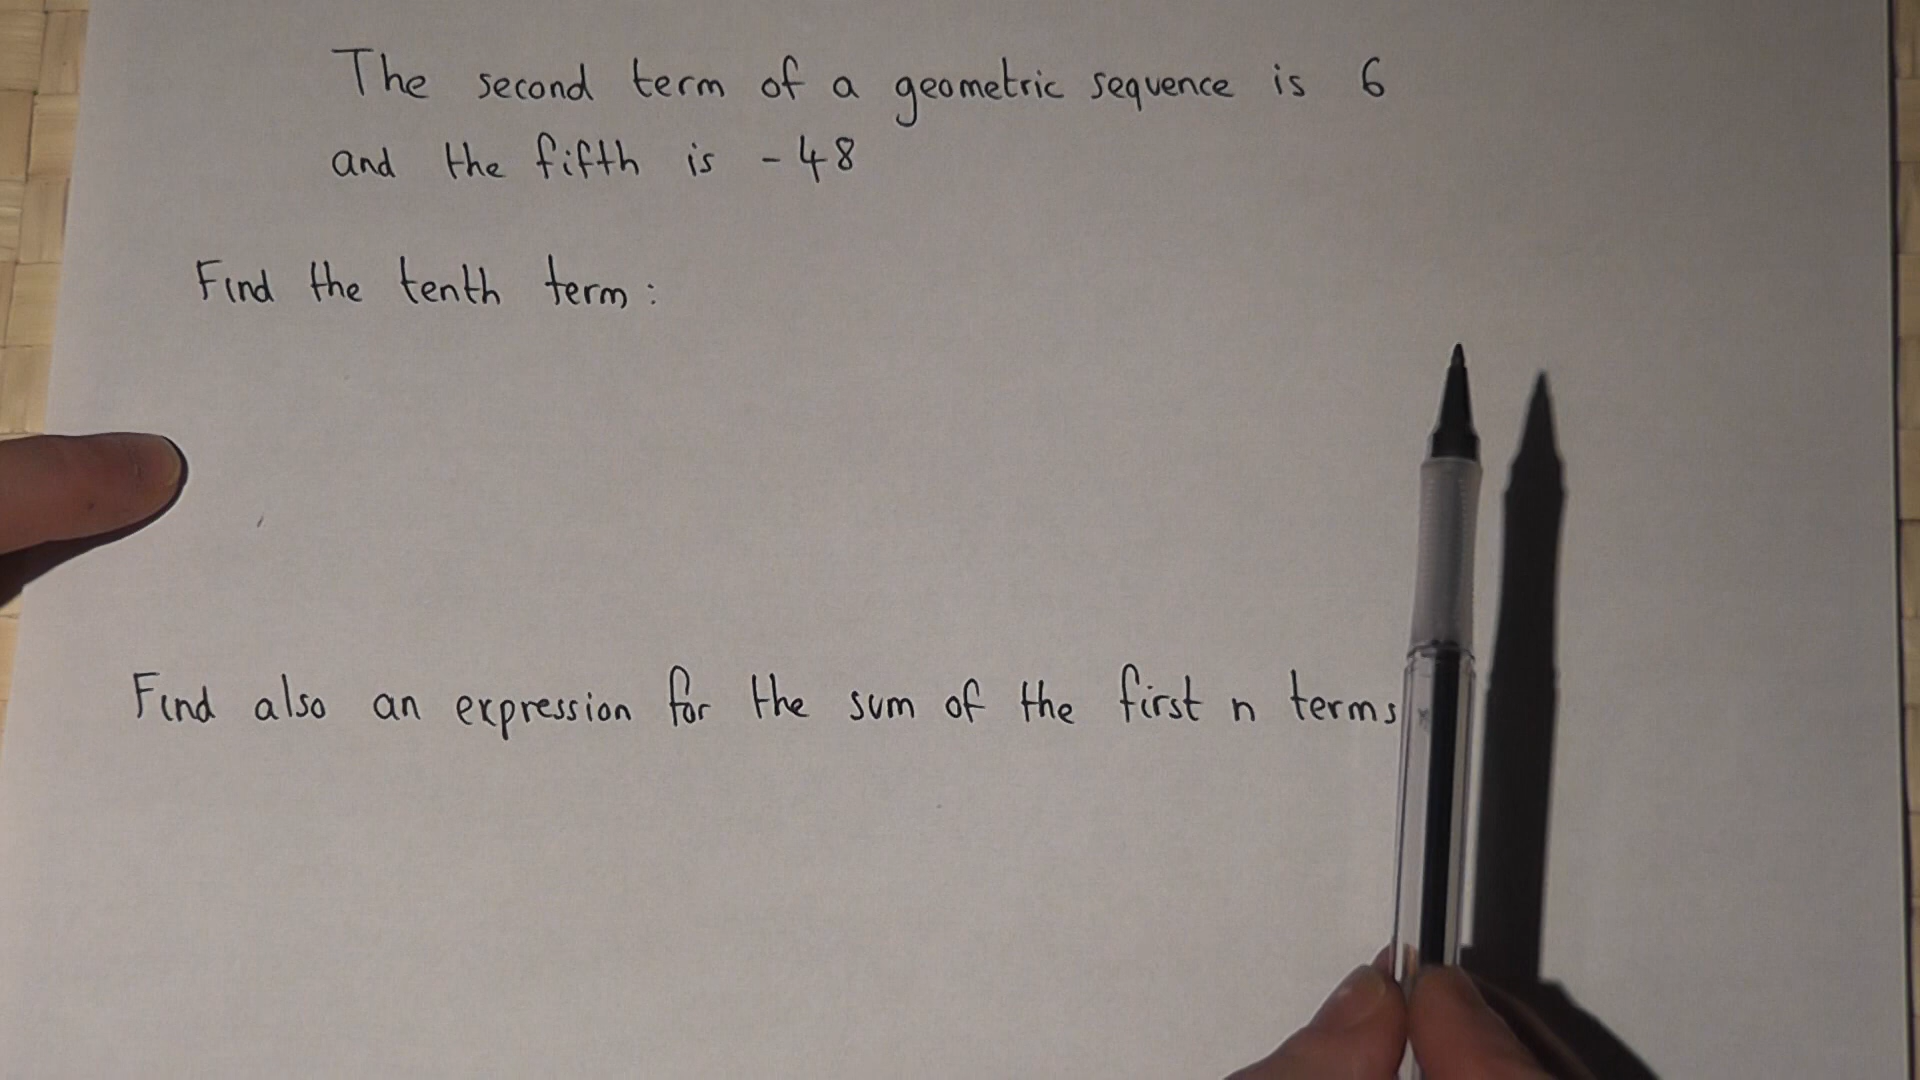 The second term of a geometric sequence is 6
and the fifth is -48
Find the tenth term:
Find also an expression for the sum of the first n terms